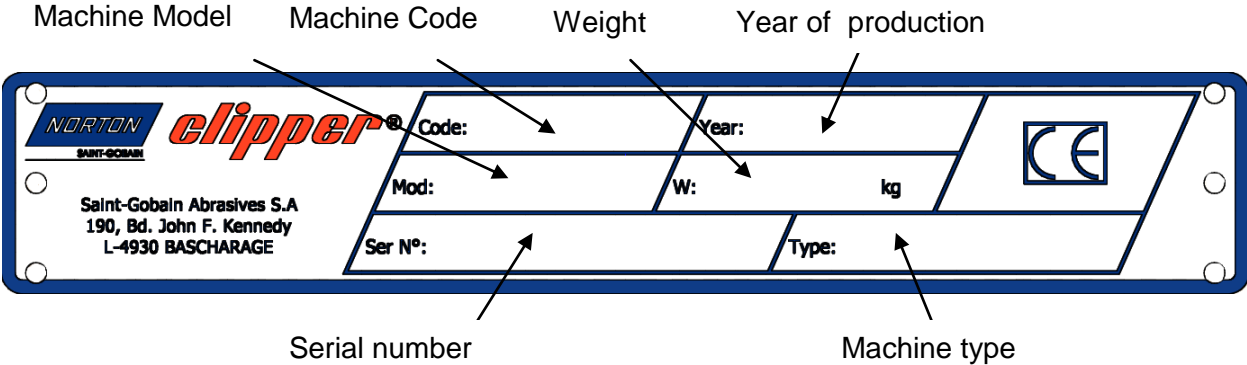 Machine Model Machine Code Weight Year of production
NORTON clipper®
SAINT-GOBAIN
Code: Year:
CE
Mod: W: kg
Saint-Gobain Abrasives S.A
190, Bd. John F. Kennedy
L-4930 BASCHARAGE
Ser Nº: Type:
Serial number Machine type